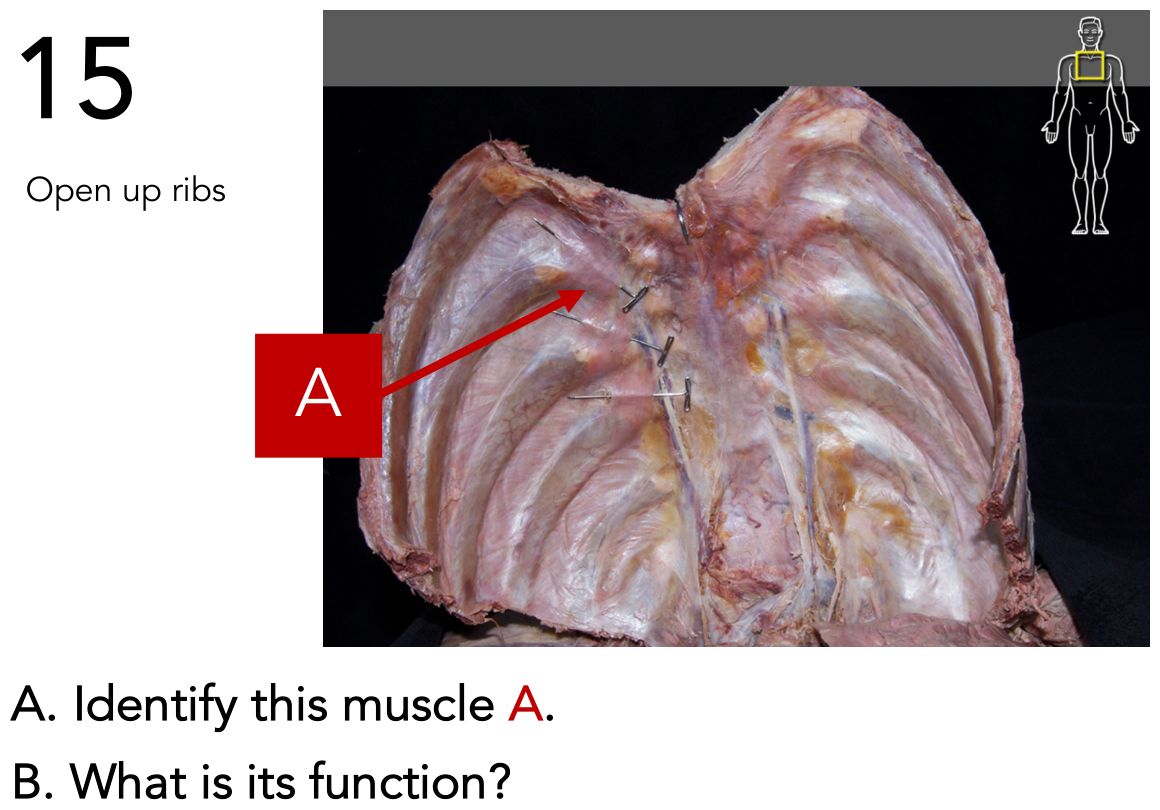 15
Open up ribs
A
A. Identify this muscle A.
B. What is its function?